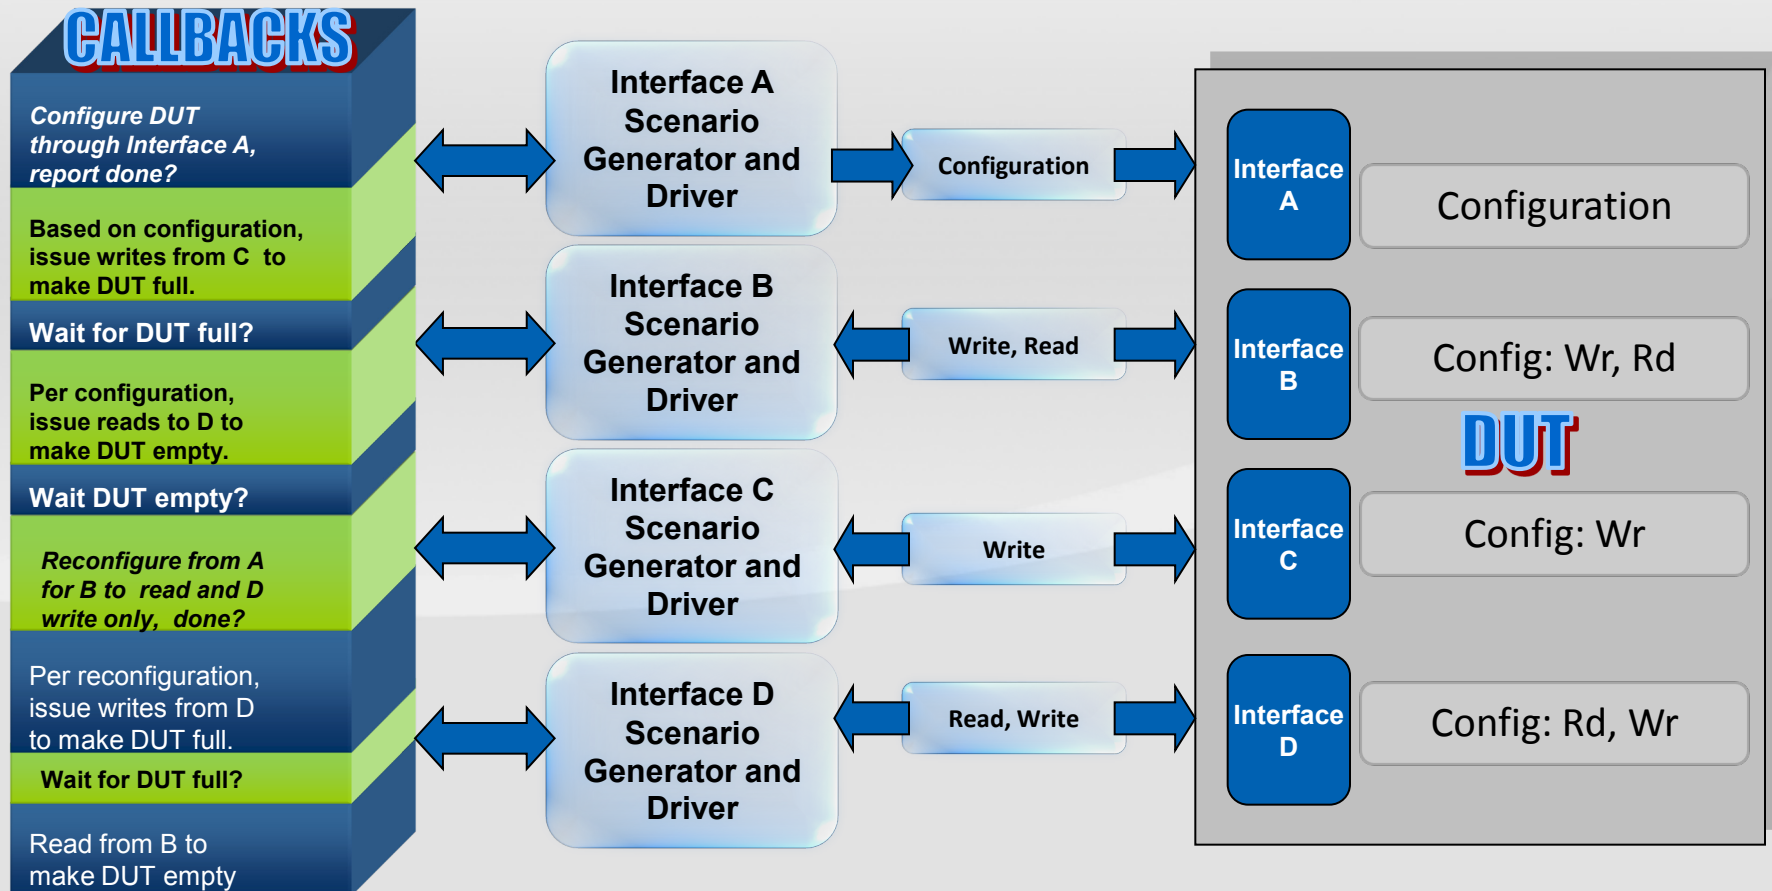 CALLBACKS
Configure DUT
through Interface A,
report done?
Based on configuration,
issue writes from C to
make DUT full.
Wait for DUT full?
Per configuration,
issue reads to D to
make DUT empty.
Wait DUT empty?
Reconfigure from A
for B to read and D
write only, done?
Per reconfiguration,
issue writes from D
to make DUT full.
Wait for DUT full?
Read from B to
make DUT empty
Interface A
Scenario
Generator and
Driver
Interface B
Scenario
Generator and
Driver
Interface C
Scenario
Generator and
Driver
Interface D
Scenario
Generator and
Driver
Configuration
Write, Read
Write
Read, Write
Interface
A
Configuration
Interface
B
Config: Wr, Rd
DUT
Interface
C
Config: Wr
Interface
D
Config: Rd, Wr